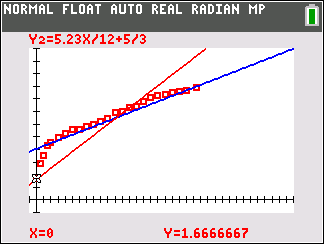 NORMAL FLOAT AUTO REAL RADIAN MP
Y2=5.23X/12+5/3
X=0 Y=1.6666667